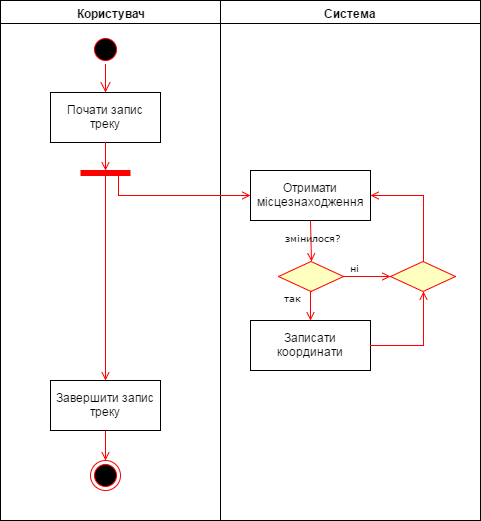 Користувач
Система
Почати запис
треку
Отримати
місцезнаходження
змінилося?
ні
так
Записати
координати
Завершити запис
треку